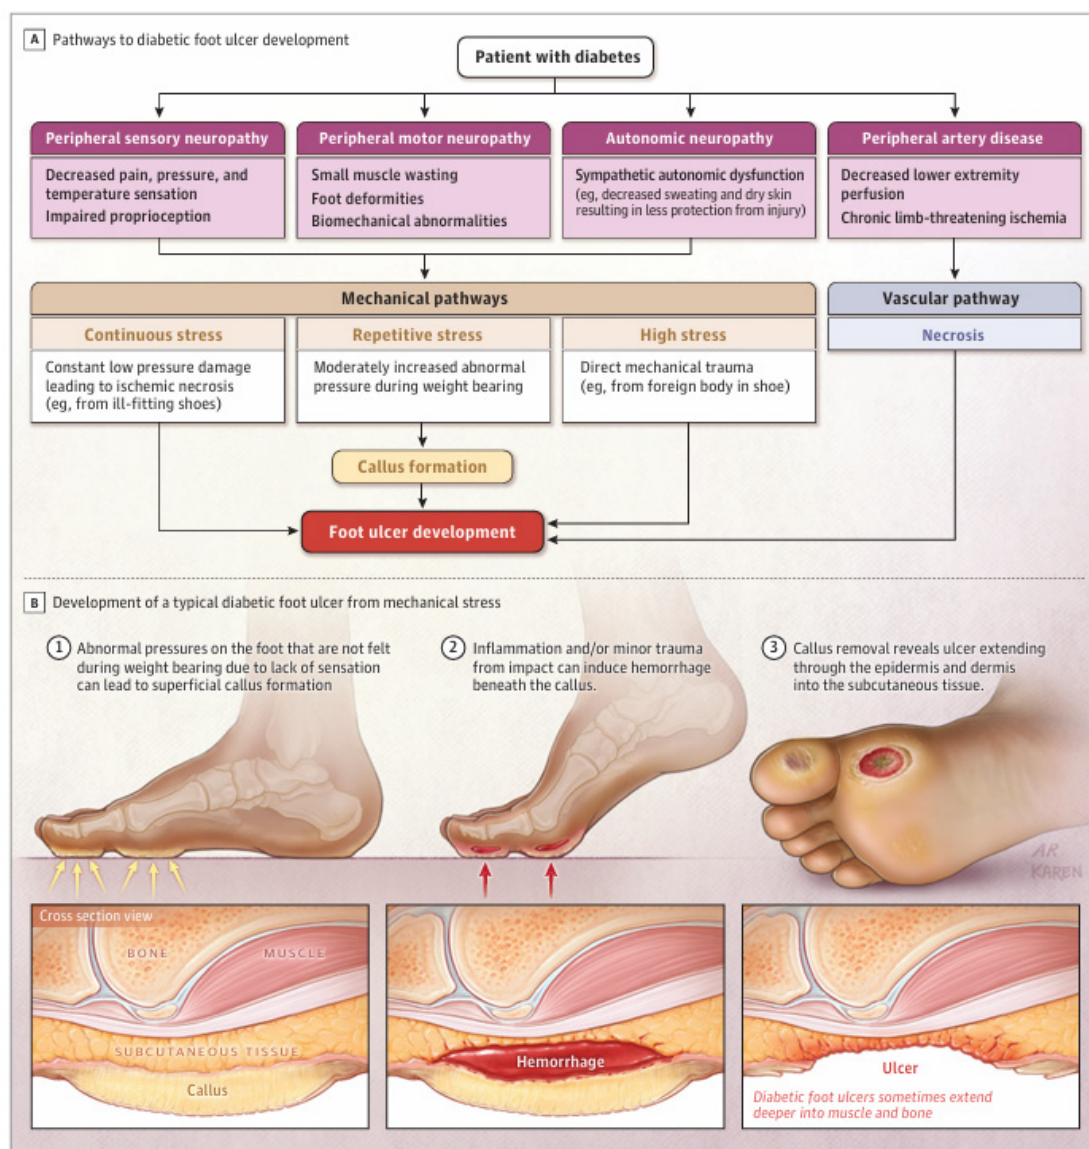 A Pathways to diabetic foot ulcer development
Patient with diabetes
Peripheral sensory neuropathy
Decreased pain, pressure, and
temperature sensation
Impaired proprioception
Peripheral motor neuropathy
Small muscle wasting
Foot deformities
Biomechanical abnormalities
Autonomic neuropathy
Sympathetic autonomic dysfunction
(eg, decreased sweating and dry skin
resulting in less protection from injury)
Peripheral artery disease
Decreased lower extremity
perfusion
Chronic limb-threatening ischemia
Mechanical pathways
Continuous stress
Constant low pressure damage
leading to ischemic necrosis
(eg, from ill-fitting shoes)
Repetitive stress
Moderately increased abnormal
pressure during weight bearing
High stress
Direct mechanical trauma
(eg, from foreign body in shoe)
Vascular pathway
Necrosis
Callus formation
Foot ulcer development
B Development of a typical diabetic foot ulcer from mechanical stress
1 Abnormal pressures on the foot that are not felt
during weight bearing due to lack of sensation
can lead to superficial callus formation
2 Inflammation and/or minor trauma
from impact can induce hemorrhage
beneath the callus.
3 Callus removal reveals ulcer extending
through the epidermis and dermis
into the subcutaneous tissue.
AR
KAREN
Cross section view
BONE
MUSCLE
SUBCUTANEOUS TISSUE
Callus
Hemorrhage
Ulcer
Diabetic foot ulcers sometimes extend
deeper into muscle and bone